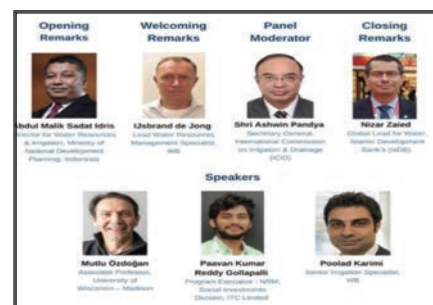 Opening
Remarks
Welcoming
Remarks
Panel
Moderator
Closing
Remarks
Abdul Malik Sadat Idris
Director for Water Resources
& Irrigation, Ministry of
National Development
Planning, Indonesia
IJsbrand de Jong
Lead Water Resources
Management Specialist,
WB
Shri Ashwin Pandya
Secretary-General,
International Commission
on Irrigation & Drainage
(ICID)
Nizar Zaied
Global Lead for Water,
Islamic Development
Bank's (IsDB)
Speakers
Mutlu Özdoğan
Associate Professor,
University of
Wisconsin – Madison
Paavan Kumar
Reddy Gollapalli
Program Executive - NRM,
Social Investments
Division, ITC Limited
Poolad Karimi
Senior Irrigation Specialist,
WB